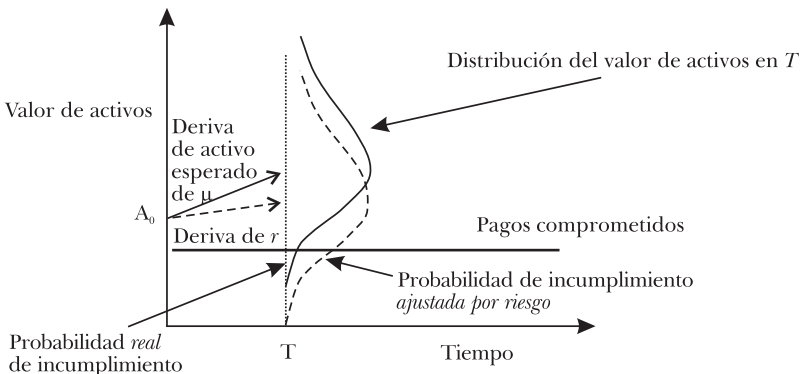 Distribución del valor de activos en T
Valor de activos
Deriva
de activo
esperado
de μ
A₀
Deriva de r
Pagos comprometidos
Probabilidad de incumplimiento
ajustada por riesgo
Probabilidad real
de incumplimiento
T
Tiempo